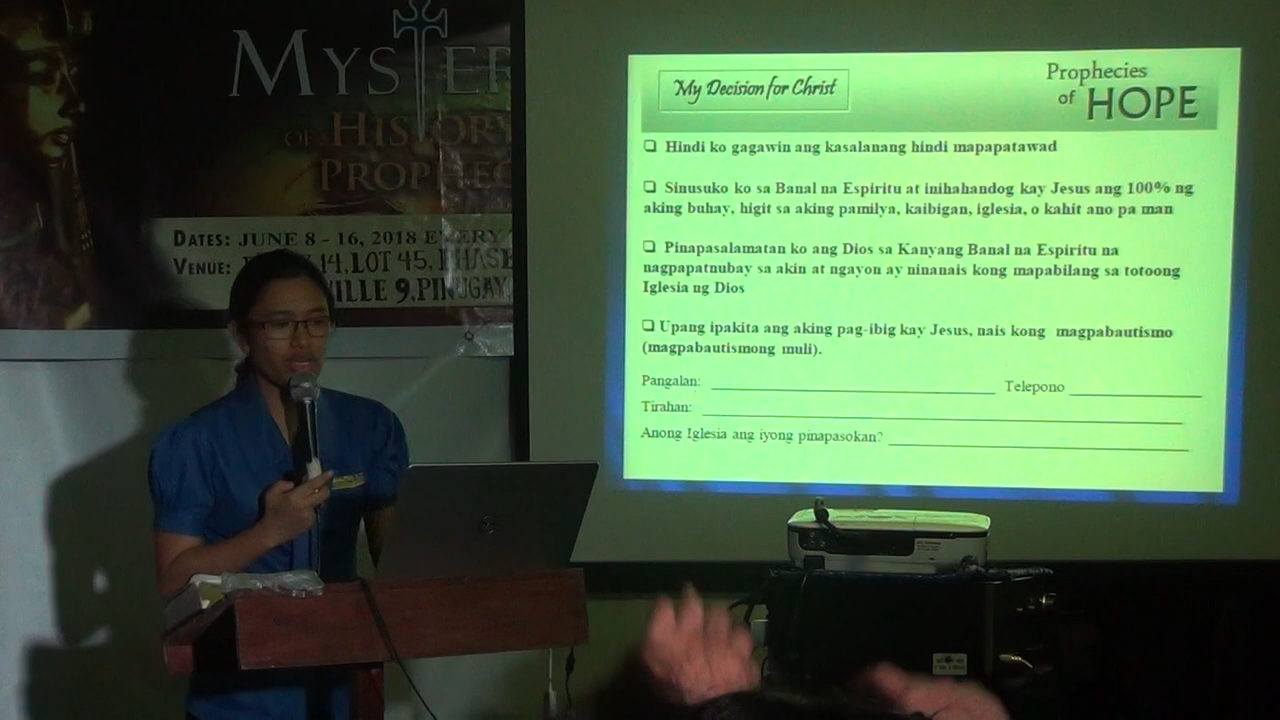 MYSTER
OF HISTORY
PROPHEC
DATES: JUNE 8 - 16, 2018 EVERY
VENUE: 14, LOT 45, PHASE
VILLE 9, PINUGAY,
My Decision for Christ
Prophecies
of HOPE
❑ Hindi ko gagawin ang kasalanang hindi mapapatawad
❑ Sinusuko ko sa Banal na Espiritu at inihahandog kay Jesus ang 100% ng
aking buhay, higit sa aking pamilya, kaibigan, iglesia, o kahit ano pa man
❑ Pinapasalamatan ko ang Dios sa Kanyang Banal na Espiritu na
nagpapatnubay sa akin at ngayon ay ninanais kong mapabilang sa totoong
Iglesia ng Dios
❑ Upang ipakita ang aking pag-ibig kay Jesus, nais kong magpabautismo
(magpabautismong muli).
Pangalan: Telepono
Tirahan:
Anong Iglesia ang iyong pinapasokan?